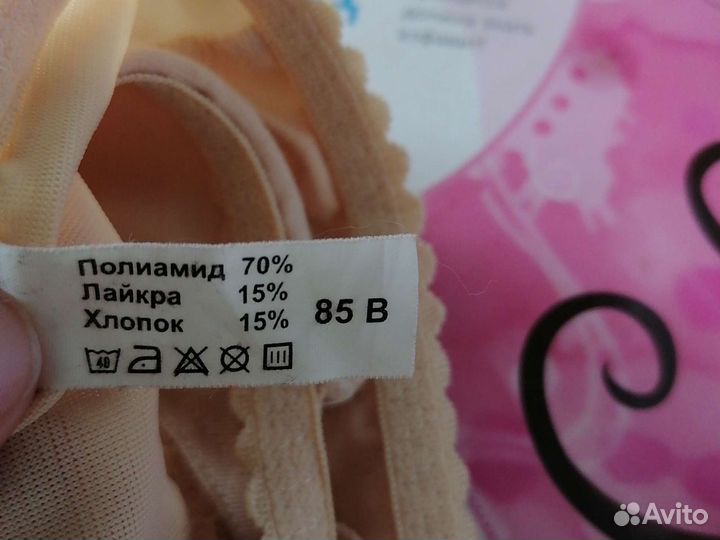 Полиамид 70%
Лайкра 15%
Хлопок 15%
85 B
40
Avito